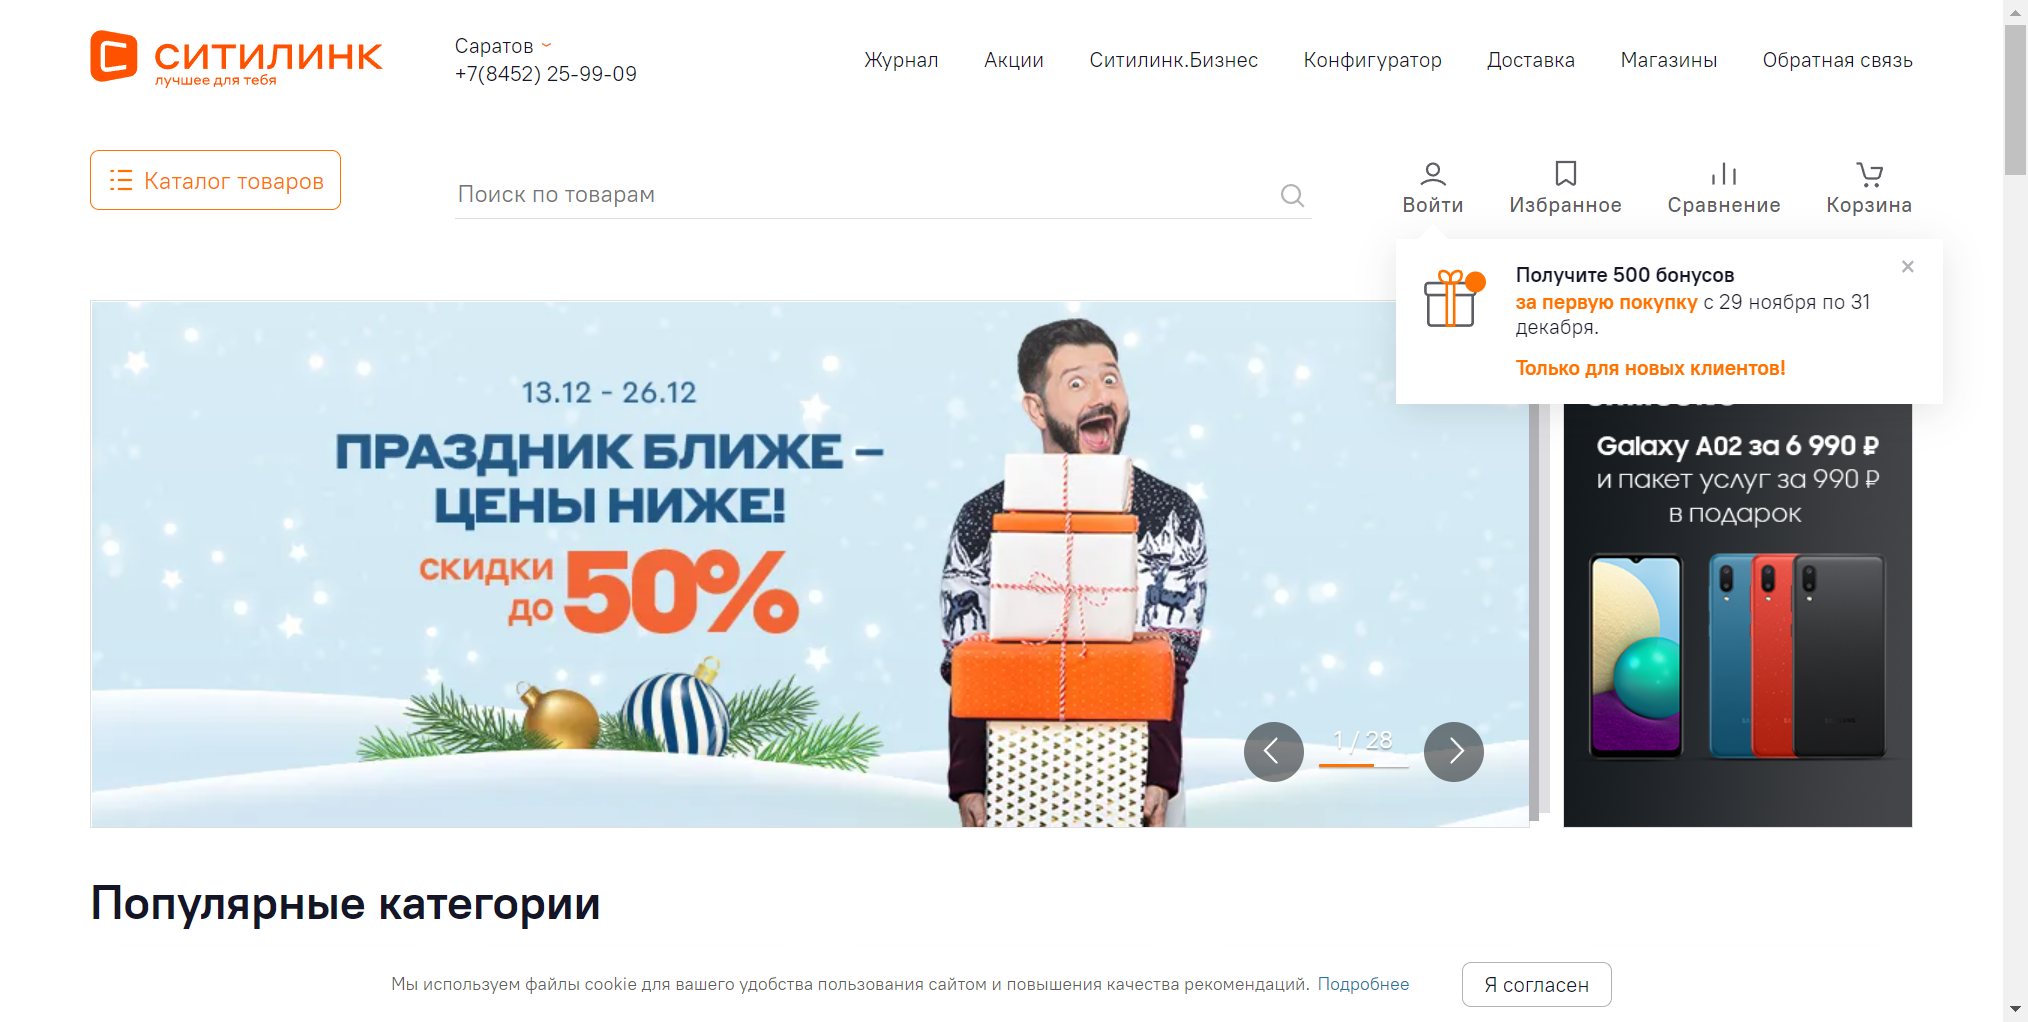 СИТИЛИНК
лучшее для тебя
Саратов
+7(8452) 25-99-09
Журнал
Акции
Ситилинк.Бизнес
Конфигуратор
Доставка
Магазины
Обратная связь
Каталог товаров
Поиск по товарам
Войти
Избранное
Сравнение
Корзина
Получите 500 бонусов
за первую покупку с 29 ноября по 31
декабря.
Только для новых клиентов!
13.12 - 26.12
ПРАЗДНИК БЛИЖЕ –
ЦЕНЫ НИЖЕ!
СКИДКИ
ДО 50%
1 / 28
Galaxy A02 за 6 990 ₽
и пакет услуг за 990 ₽
в подарок
Популярные категории
Мы используем файлы cookie для вашего удобства пользования сайтом и повышения качества рекомендаций. Подробнее
Я согласен